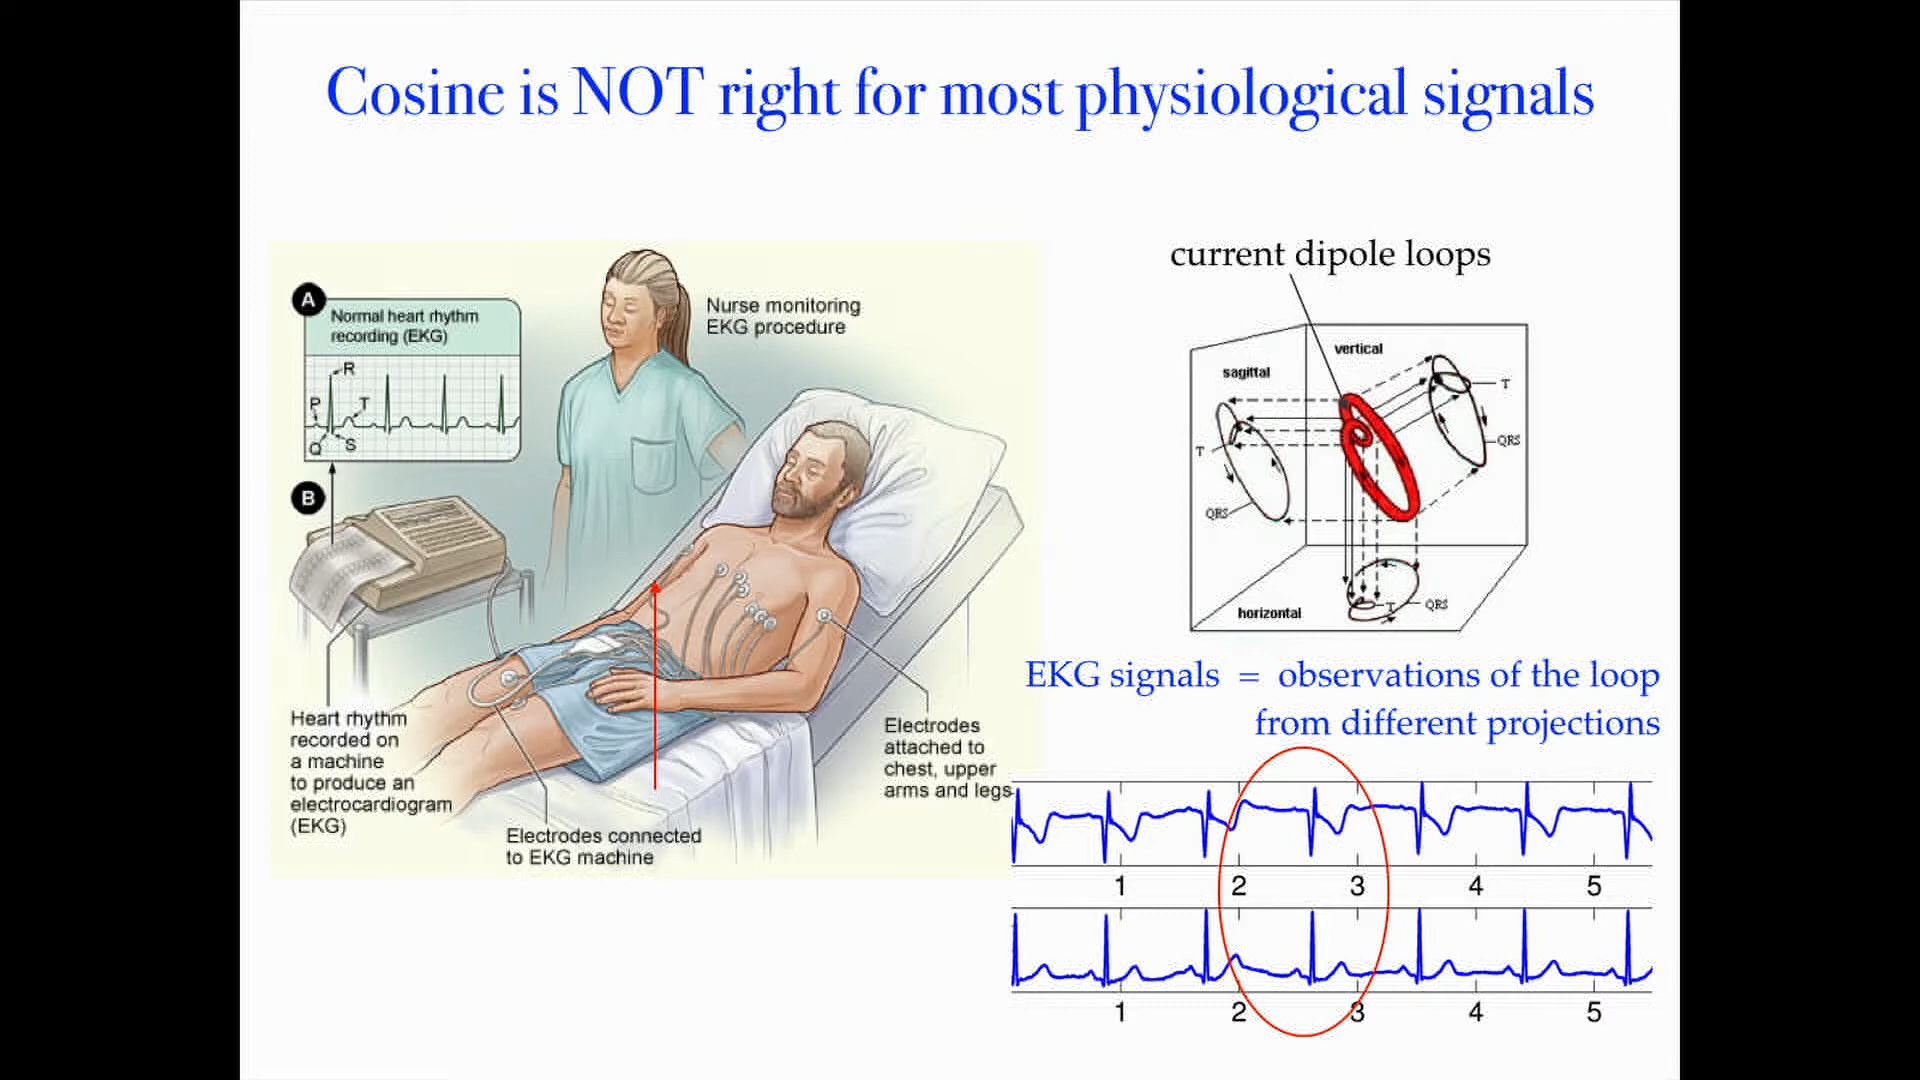 Cosine is NOT right for most physiological signals
A
Normal heart rhythm
recording (EKG)
R
P
T
Q
S
B
Nurse monitoring
EKG procedure
Heart rhythm
recorded on
a machine
to produce an
electrocardiogram
(EKG)
Electrodes connected
to EKG machine
Electrodes
attached to
chest, upper
arms and legs
current dipole loops
vertical
sagittal
T
QRS
T
QRS
horizontal
T
QRS
EKG signals = observations of the loop
from different projections
1 2 3 4 5
1 2 3 4 5